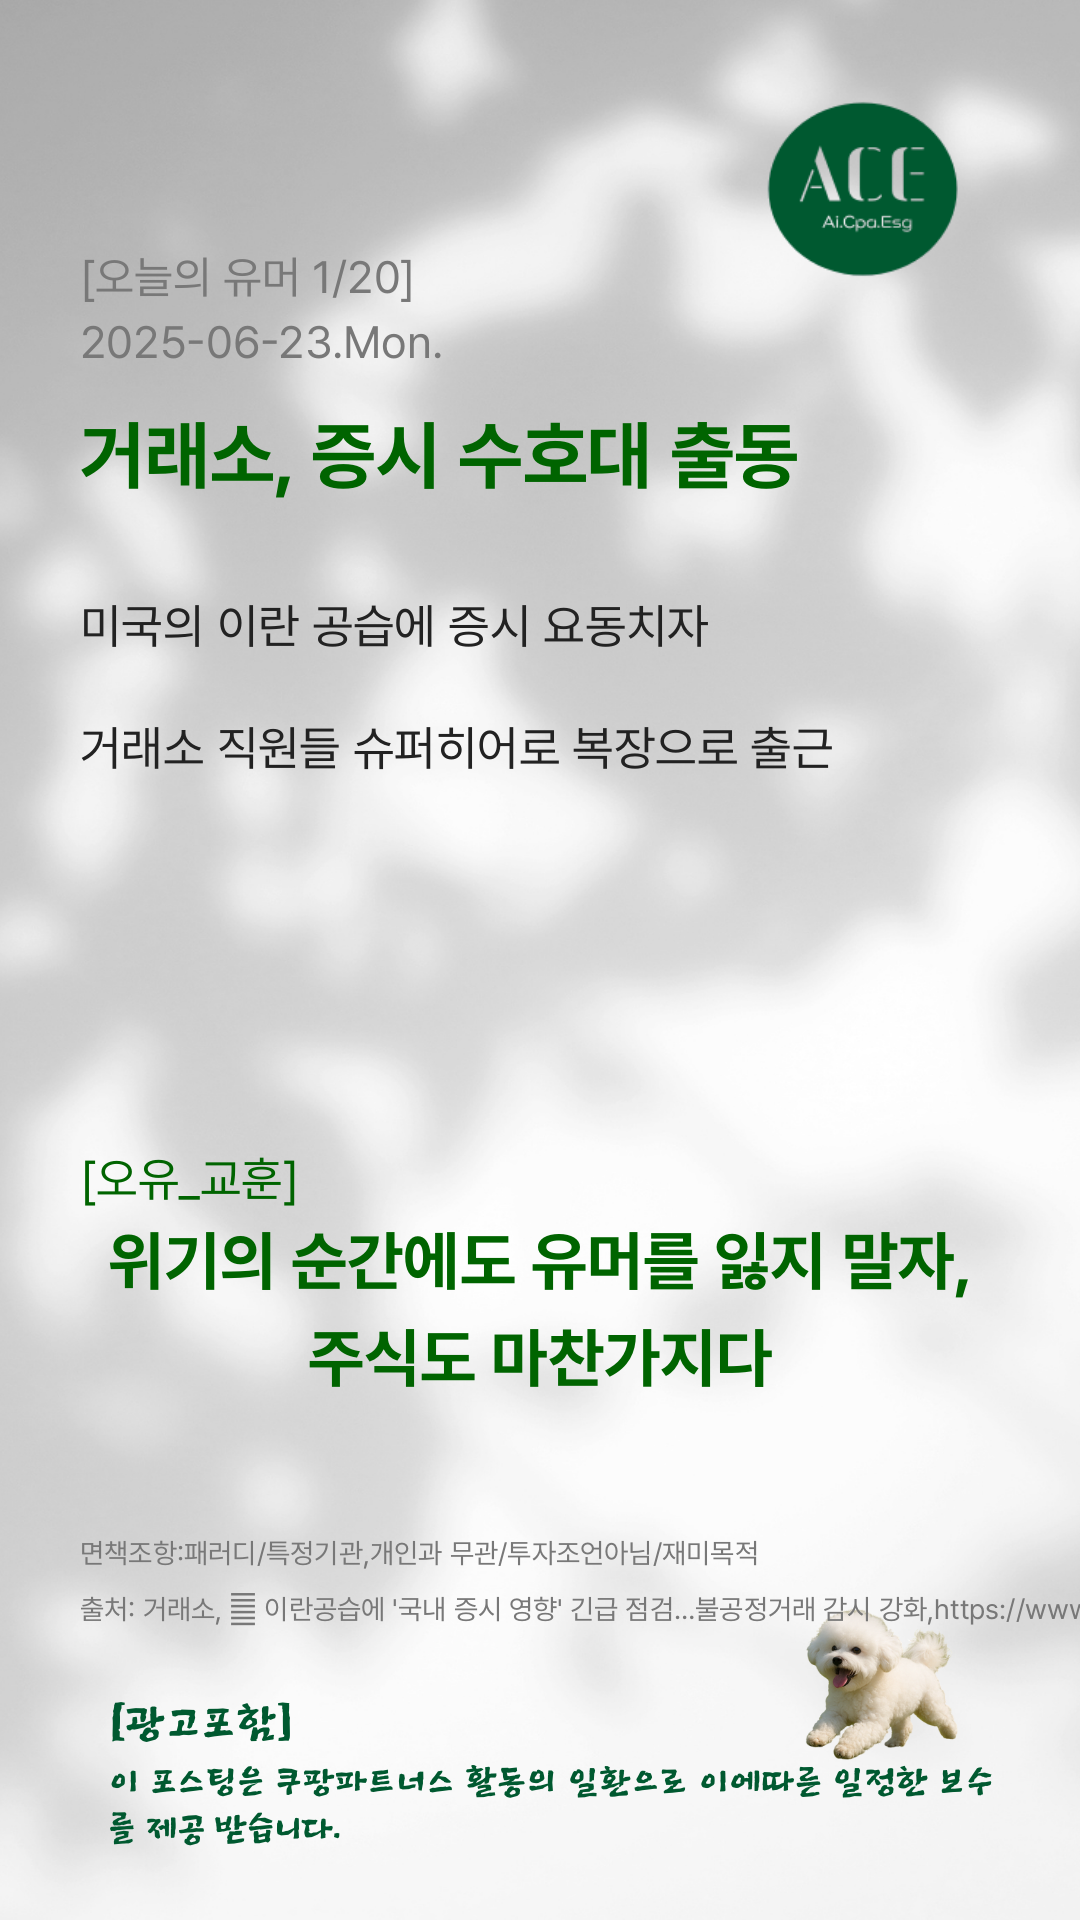 ACE
Ai.Cpa.Esg
[오늘의 유머 1/20]
2025-06-23.Mon.
거래소, 증시 수호대 출동
미국의 이란 공습에 증시 요동치자
거래소 직원들 슈퍼히어로 복장으로 출근
[오유_교훈]
위기의 순간에도 유머를 잃지 말자,
주식도 마찬가지다
면책조항:패러디/특정기관,개인과 무관/투자조언아님/재미목적
출처: 거래소, 이란공습에 '국내 증시 영향' 긴급 점검...불공정거래 감시 강화,https://www
[광고포함]
이 포스팅은 쿠팡파트너스 활동의 일환으로 이에따른 일정한 보수
를 제공 받습니다.